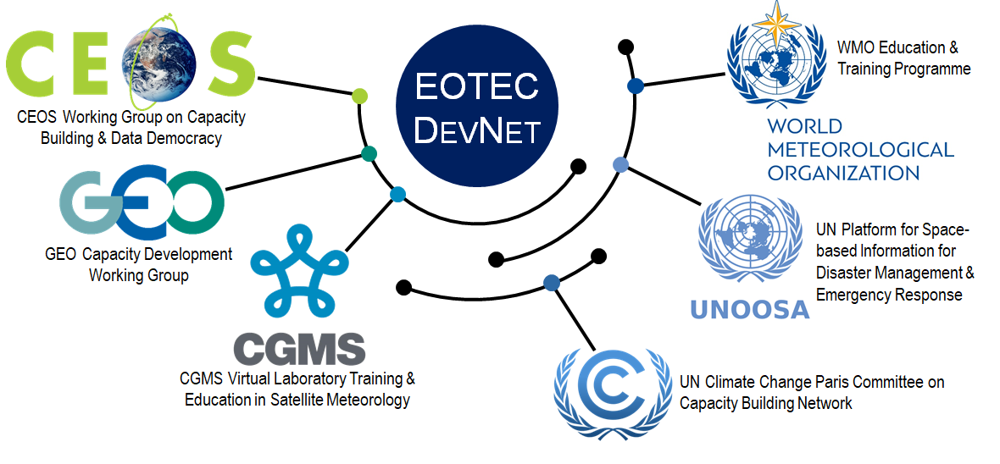 CEOS
CEOS Working Group on Capacity
Building & Data Democracy
GEO
GEO Capacity Development
Working Group
CGMS
CGMS Virtual Laboratory Training &
Education in Satellite Meteorology
EOTEC
DEVNET
WMO Education &
Training Programme
WORLD
METEOROLOGICAL
ORGANIZATION
UN Platform for Space-
based Information for
Disaster Management &
Emergency Response
UNOOSA
UN Climate Change Paris Committee on
Capacity Building Network